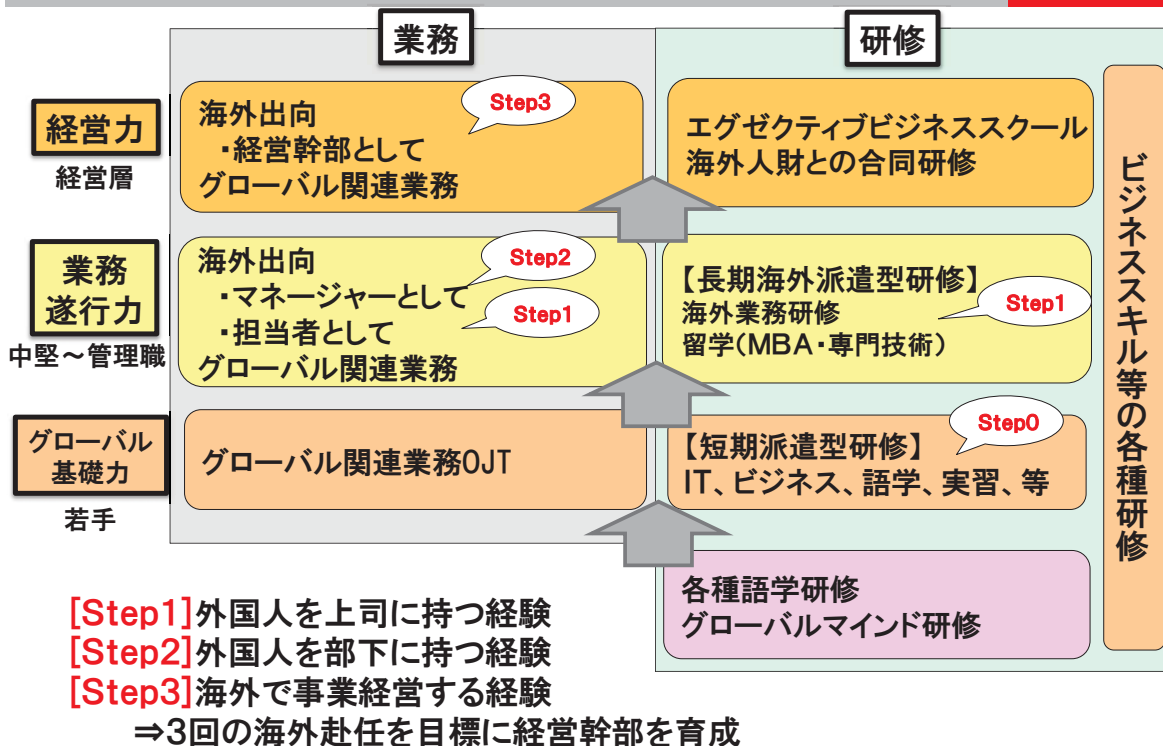 業務
研修
経営力
経営層
海外出向
・経営幹部として
グローバル関連業務
Step3
エグゼクティブビジネススクール
海外人財との合同研修
業務
遂行力
中堅～管理職
海外出向
・マネージャーとして
・担当者として
グローバル関連業務
Step2
Step1
【長期海外派遣型研修】
海外業務研修
留学(MBA・専門技術)
Step1
グローバル
基礎力
若手
グローバル関連業務OJT
【短期派遣型研修】
IT、ビジネス、語学、実習、等
Step0
各種語学研修
グローバルマインド研修
ビジネススキル等の各種研修
[Step1]外国人を上司に持つ経験
[Step2]外国人を部下に持つ経験
[Step3]海外で事業経営する経験
⇒3回の海外赴任を目標に経営幹部を育成